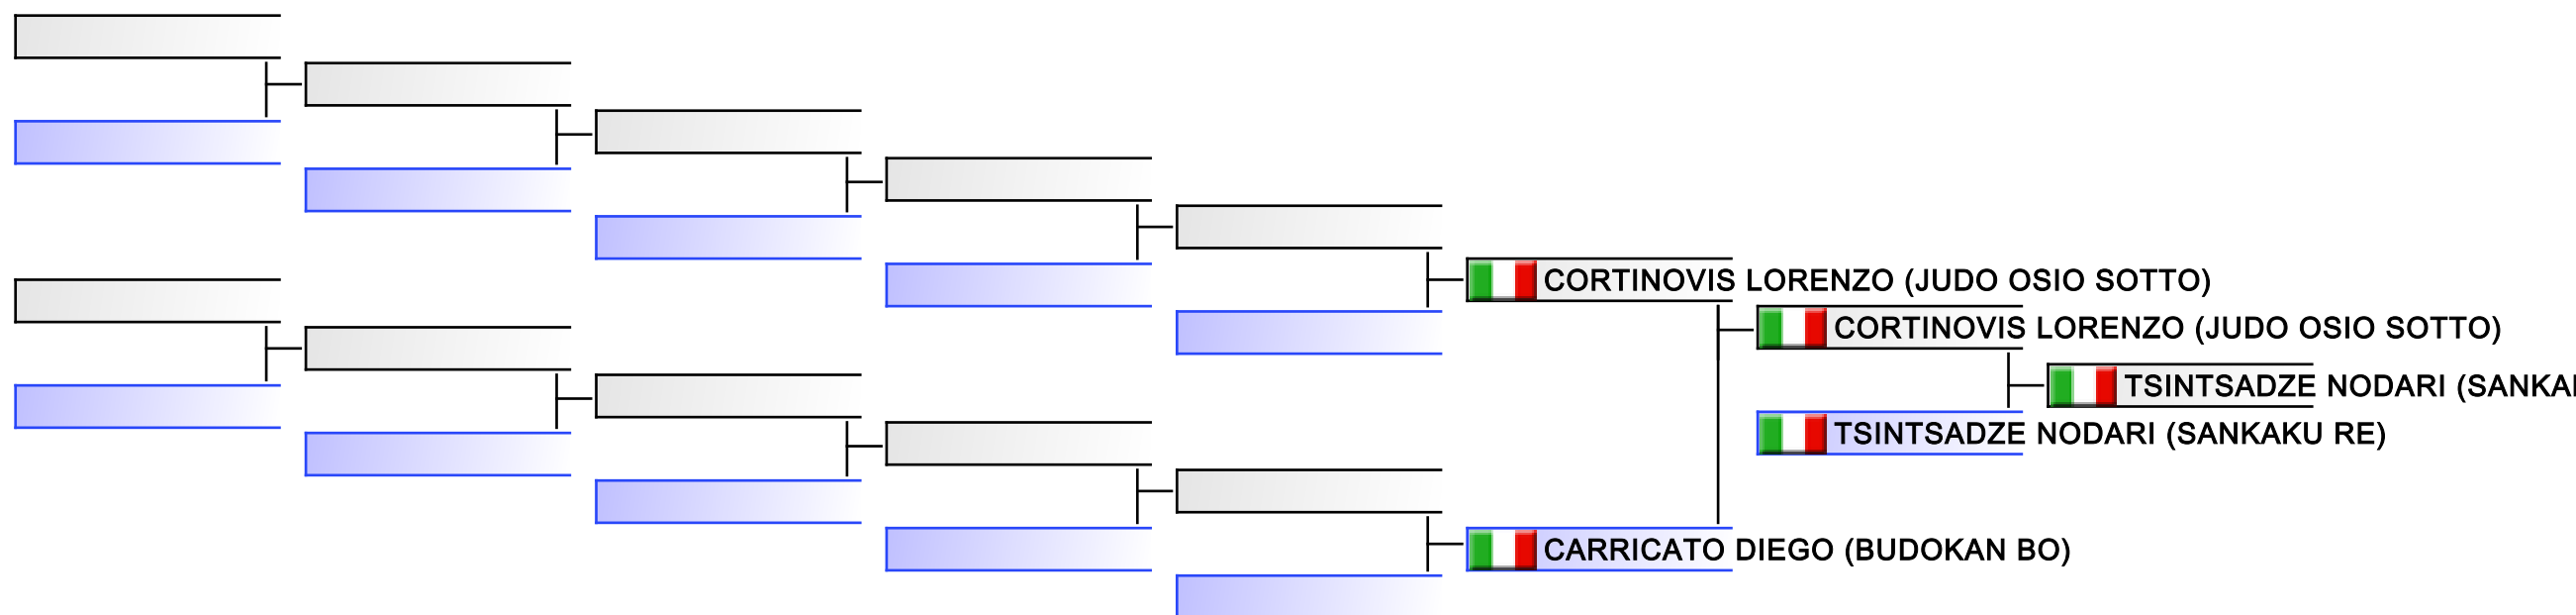 CORTINOVIS LORENZO (JUDO OSIO SOTTO)
CORTINOVIS LORENZO (JUDO OSIO SOTTO)
TSINTSADZE NODARI
TSINTSADZE NODARI (SANKAKU RE)
CARRICATO DIEGO (BUDOKAN BO)